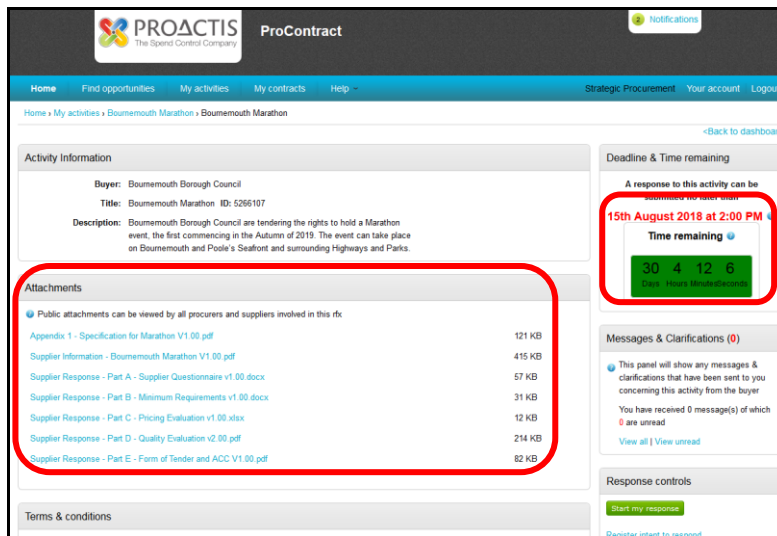 PROACTIS
The Spend Control Company
ProContract
2 Notifications
Home Find opportunities My activities My contracts Help
Strategic Procurement Your account Logou
Home › My activities › Bournemouth Marathon › Bournemouth Marathon
<Back to dashboar
Activity Information
Buyer: Bournemouth Borough Council
Title: Bournemouth Marathon ID: 5266107
Description: Bournemouth Borough Council are tendering the rights to hold a Marathon
event, the first commencing in the Autumn of 2019. The event can take place
on Bournemouth and Poole's Seafront and surrounding Highways and Parks.
Attachments
Public attachments can be viewed by all procurers and suppliers involved in this rfx
Appendix 1 - Specification for Marathon V1.00.pdf 121 KB
Supplier Information - Bournemouth Marathon V1.00.pdf 415 KB
Supplier Response - Part A - Supplier Questionnaire v1.00.docx 57 KB
Supplier Response - Part B - Minimum Requirements v1.00.docx 31 KB
Supplier Response - Part C - Pricing Evaluation v1.00.xlsx 12 KB
Supplier Response - Part D - Quality Evaluation v2.00.pdf 214 KB
Supplier Response - Part E - Form of Tender and ACC V1.00.pdf 82 KB
Terms & conditions
Deadline & Time remaining
A response to this activity can be
submitted no later than
15th August 2018 at 2:00 PM
Time remaining
30 4 12 6
Days Hours Minutes Seconds
Messages & Clarifications (0)
This panel will show any messages &
clarifications that have been sent to you
concerning this activity from the buyer
You have received 0 message(s) of which
0 are unread
View all | View unread
Response controls
Start my response
Register intent to respond